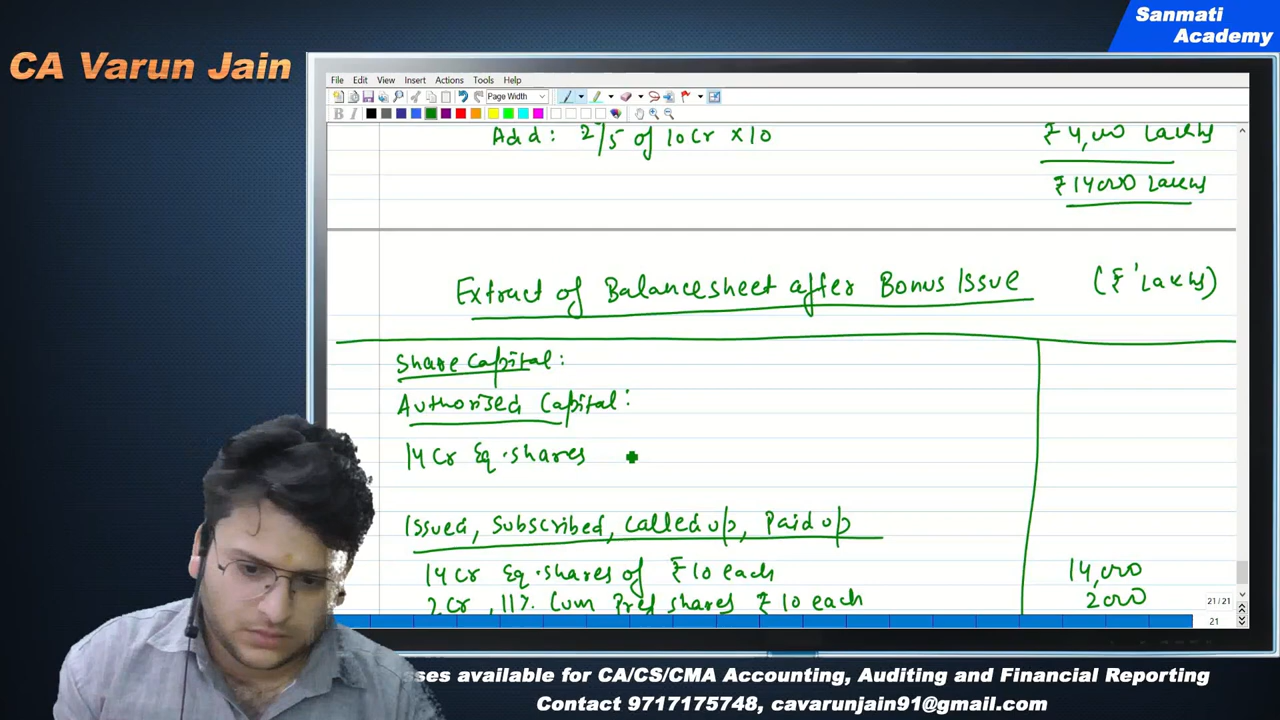 Sanmati
Academy
CA Varun Jain
File Edit View Insert Actions Tools Help
Page Width
B I
Add: 2/5 of 10Cr x10 ₹4,000 Lakhs
₹14000 Lakhs
Extract of Balancesheet after Bonus Issue (₹'Lakhs)
Share Capital:
Authorised Capital:
14 Cr Eq. shares
Issued, Subscribed, Called up, Paid up
14 Cr Eq. shares of ₹10 each 14,000
2 Cr, 11% Cum Pref shares ₹10 each 2000
21/21
21
sses available for CA/CS/CMA Accounting, Auditing and Financial Reporting
Contact 9717175748, cavarunjain91@gmail.com